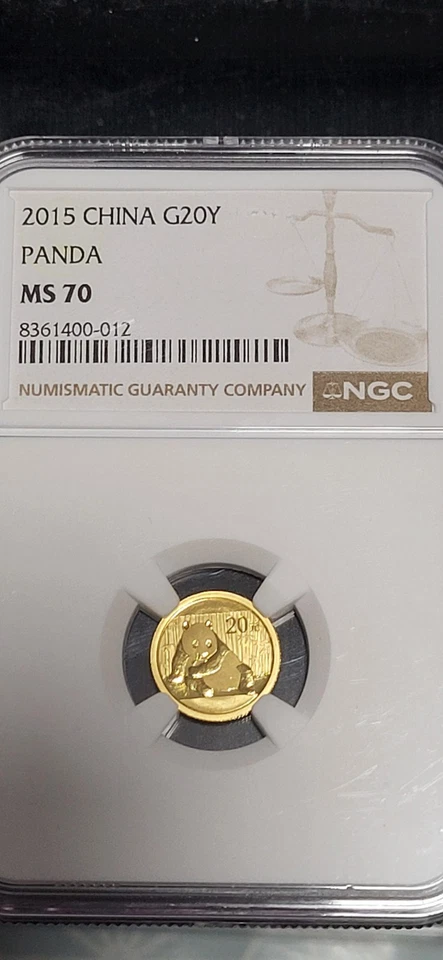 2015 CHINA G20Y
PANDA
MS 70
8361400-012
NUMISMATIC GUARANTY COMPANY NGC
20元